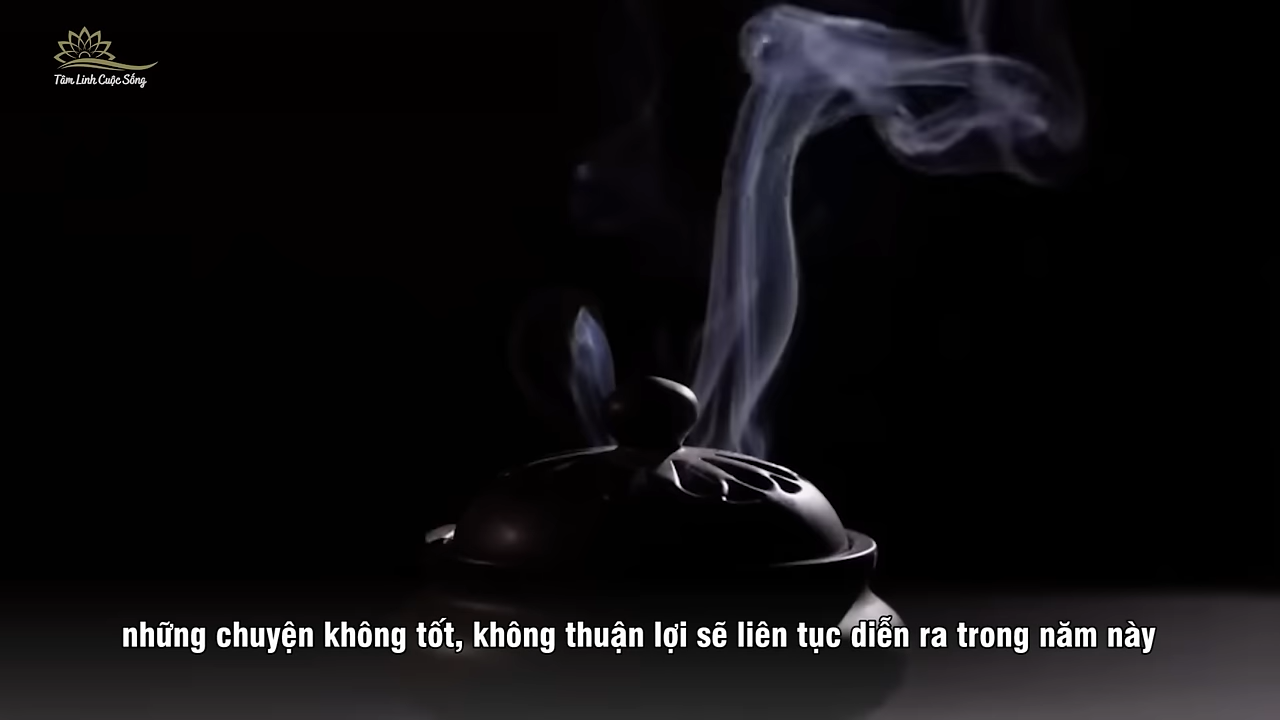 Tâm Linh Cuộc Sống
những chuyện không tốt, không thuận lợi sẽ liên tục diễn ra trong năm này